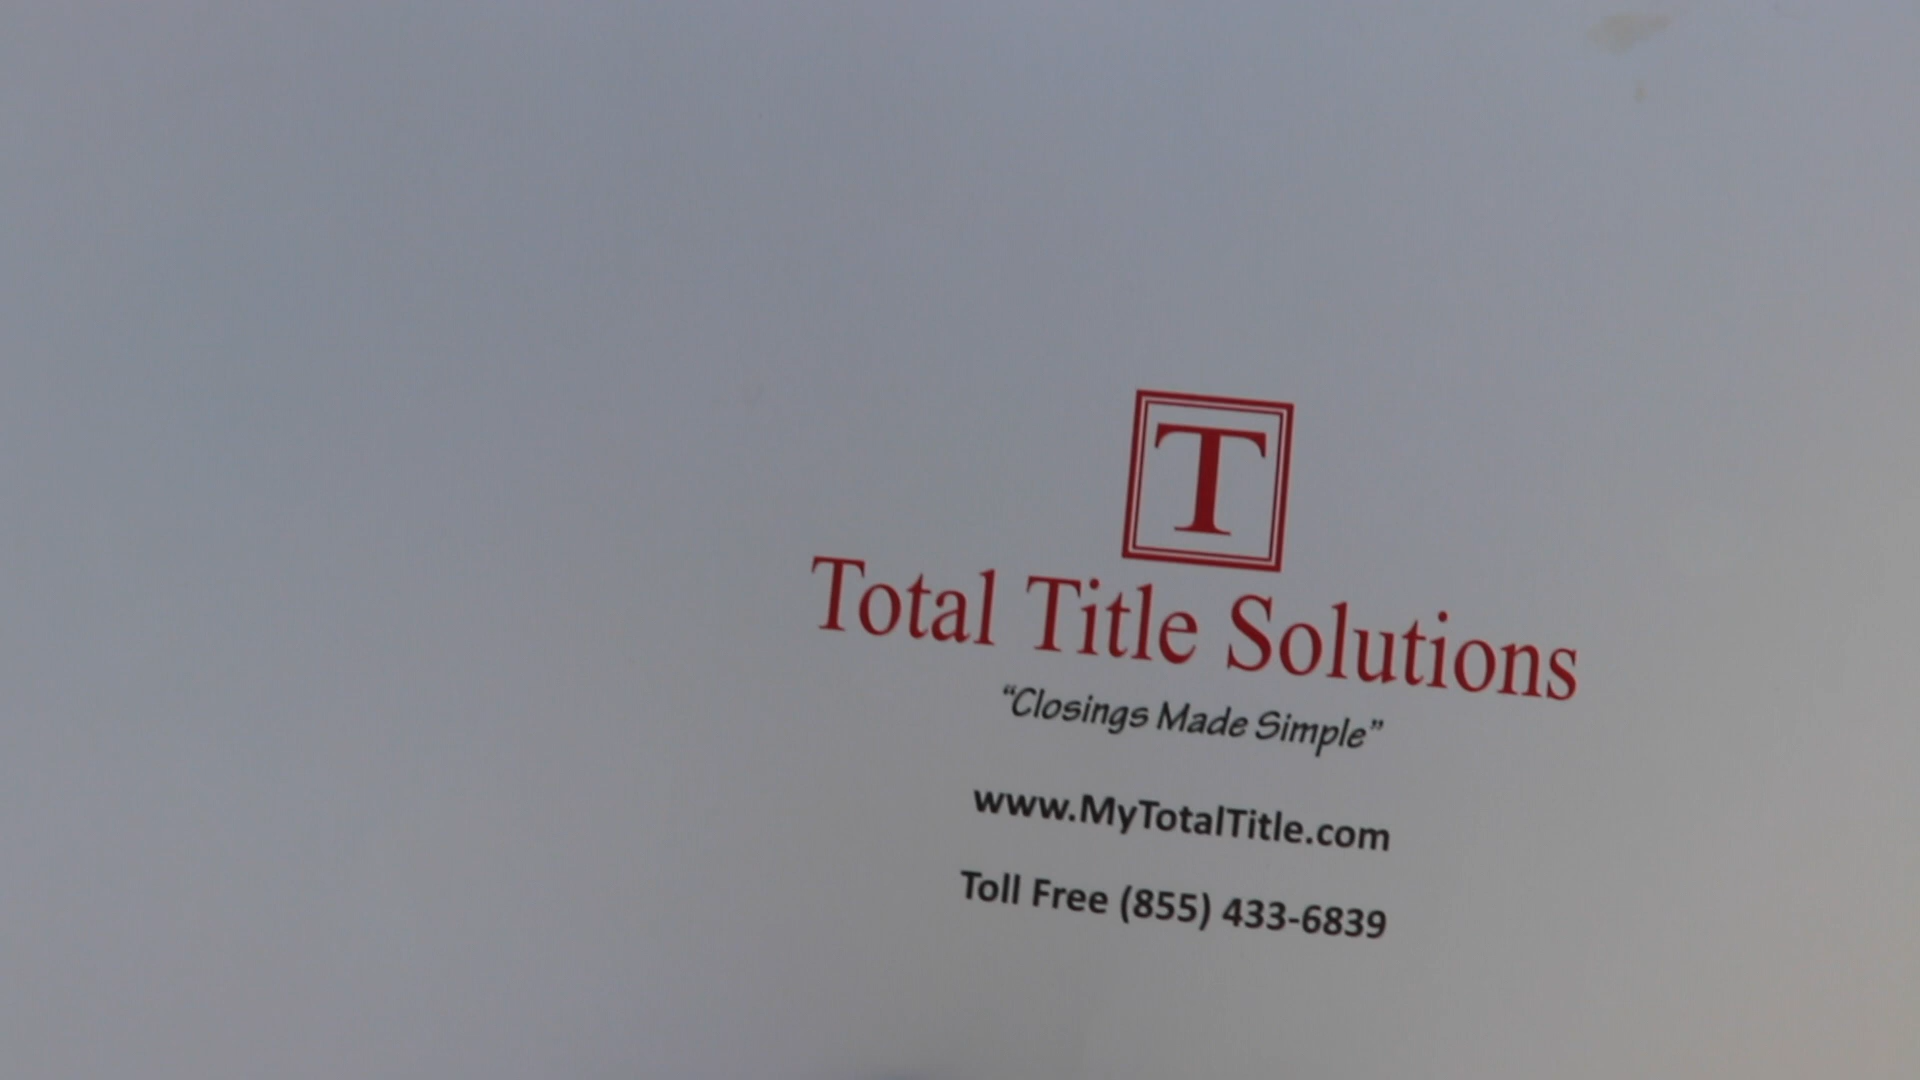 T
Total Title Solutions
“Closings Made Simple”
www.MyTotalTitle.com
Toll Free (855) 433-6839